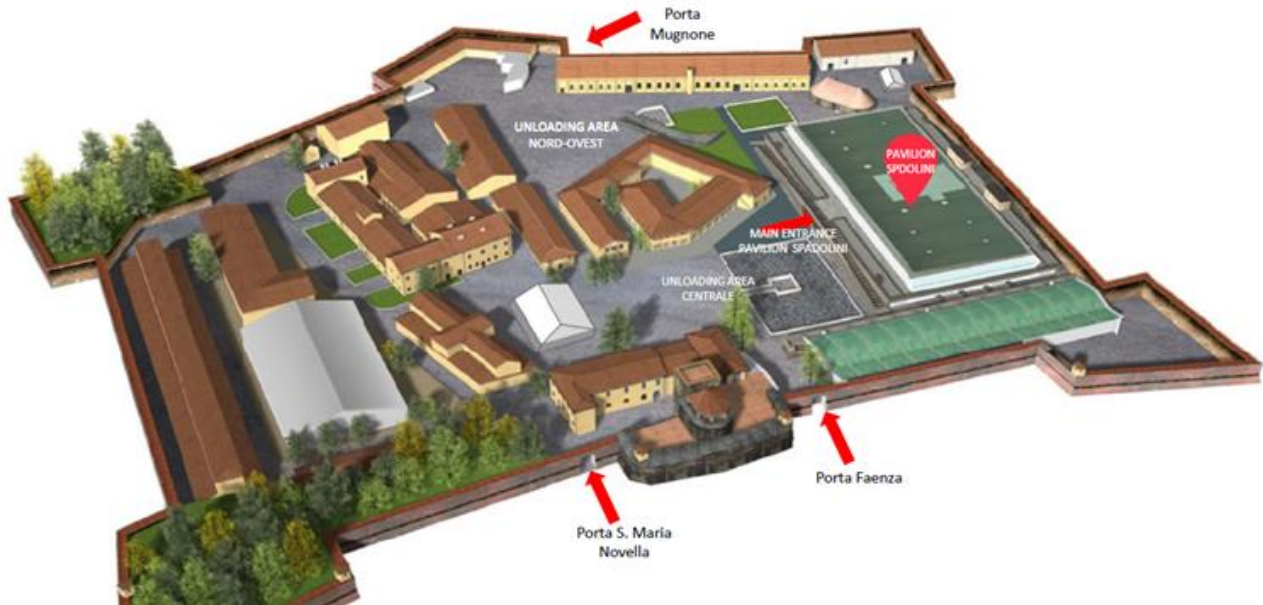 Porta
Mugnone
UNLOADING AREA
NORD-OVEST
PAVILION
SPDOLINI
MAIN ENTRANCE
PAVILION SPADOLINI
UNLOADING AREA
CENTRALE
Porta Faenza
Porta S. Maria
Novella